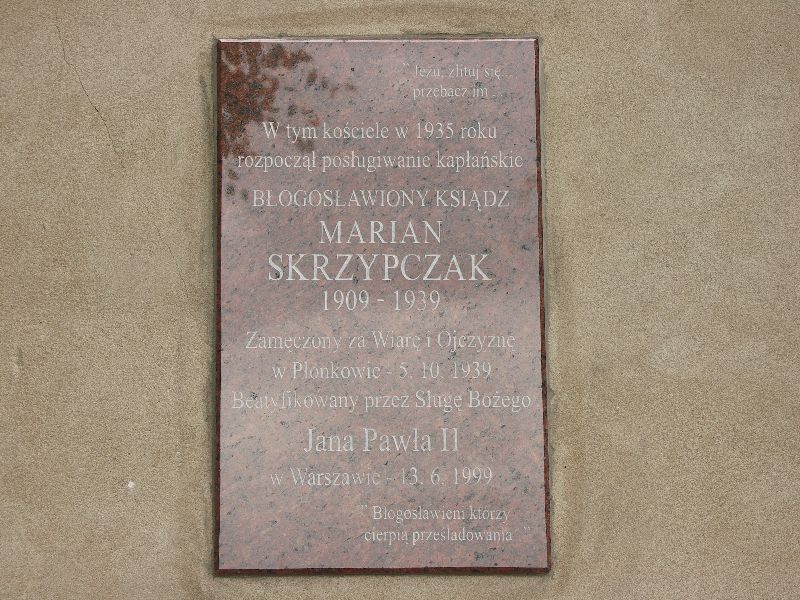 " Jezu, zlituj się...
przebacz im ...
W tym kościele w 1935 roku
rozpoczął posługiwanie kapłańskie
BŁOGOSŁAWIONY KSIĄDZ
MARIAN
SKRZYPCZAK
1909 - 1939
Zamęczony za Wiarę i Ojczyznę
w Płonkowie - 5. 10. 1939
Beatyfikowany przez Sługę Bożego
Jana Pawła II
w Warszawie - 13. 6. 1999
" Błogosławieni którzy
cierpią prześladowania "